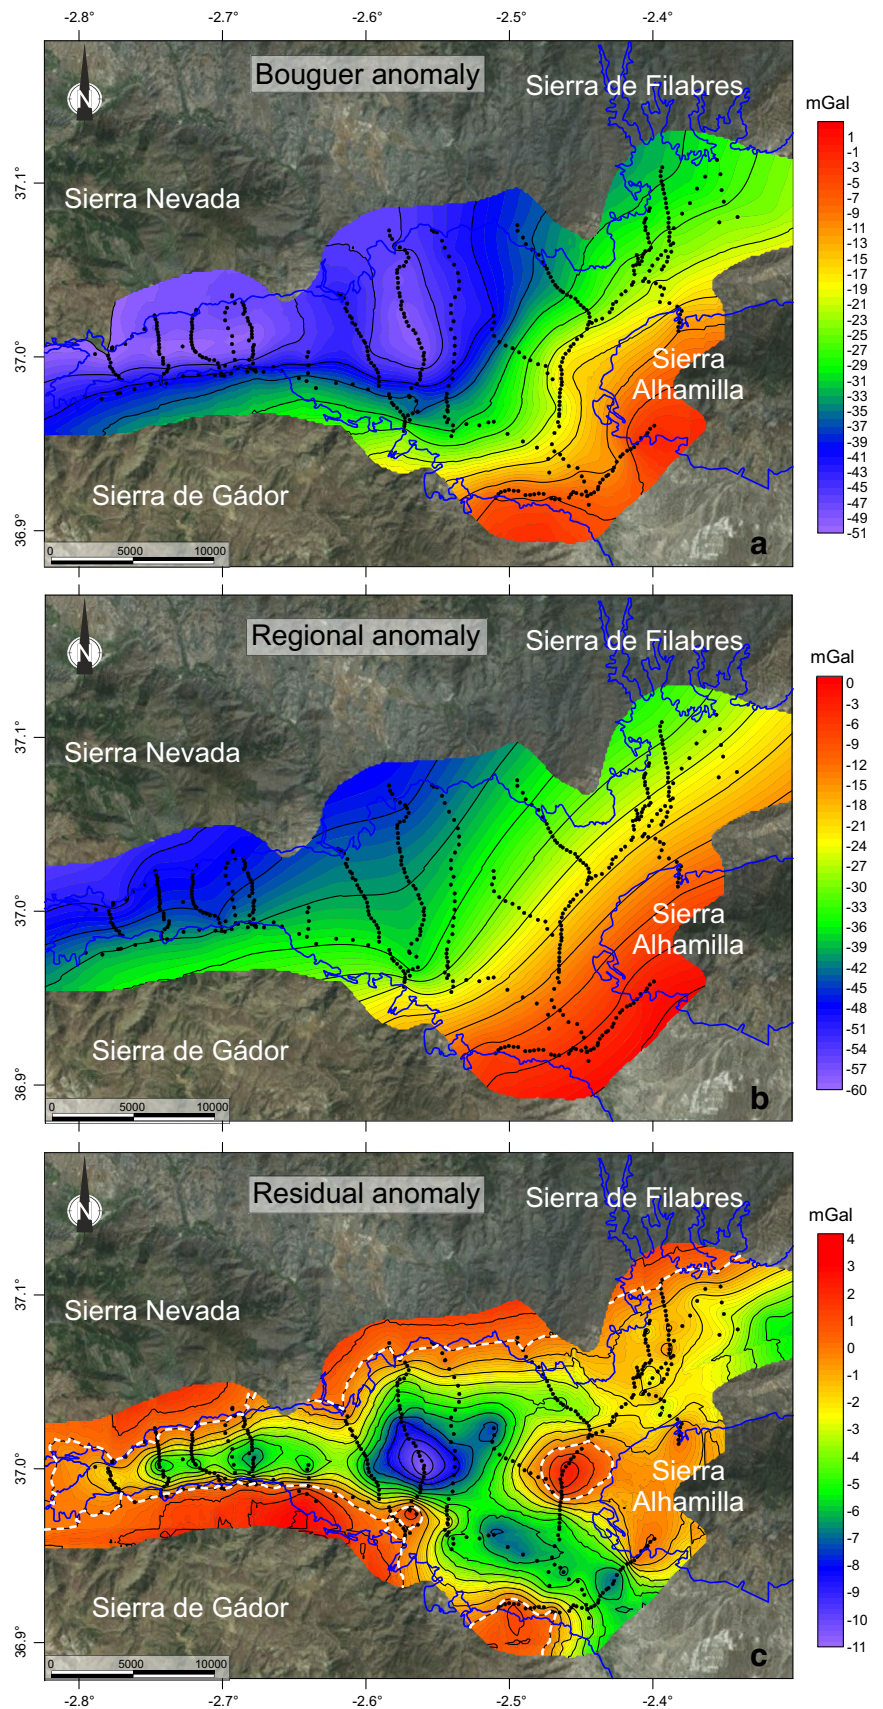 -2.8° -2.7° -2.6° -2.5° -2.4°
Bouguer anomaly
Sierra de Filabres
mGal
N
Sierra Nevada
37.1°
37.0°
36.9°
Sierra
Alhamilla
Sierra de Gádor
0 5000 10000
a
1
-1
-3
-5
-7
-9
-11
-13
-15
-17
-19
-21
-23
-25
-27
-29
-31
-33
-35
-37
-39
-41
-43
-45
-47
-49
-51
Regional anomaly
Sierra de Filabres
mGal
N
Sierra Nevada
37.1°
37.0°
36.9°
Sierra
Alhamilla
Sierra de Gádor
0 5000 10000
b
0
-3
-6
-9
-12
-15
-18
-21
-24
-27
-30
-33
-36
-39
-42
-45
-48
-51
-54
-57
-60
Residual anomaly
Sierra de Filabres
mGal
N
Sierra Nevada
37.1°
37.0°
36.9°
Sierra
Alhamilla
Sierra de Gádor
0 5000 10000
c
4
3
2
1
0
-1
-2
-3
-4
-5
-6
-7
-8
-9
-10
-11
-2.8° -2.7° -2.6° -2.5° -2.4°